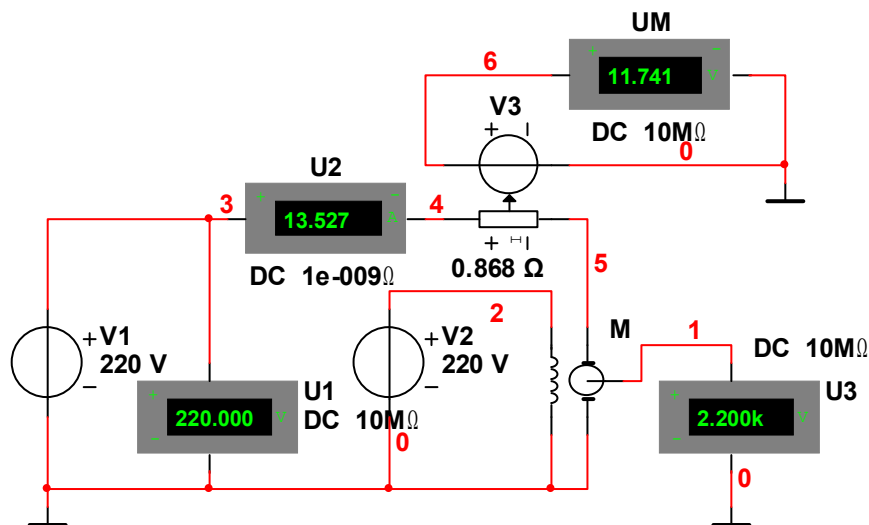 UM
6
+ −
11.741 V
V3
+ −
DC 10MΩ
0
U2
3
+ −
13.527 A
4
DC 1e-009Ω
+ −
0.868 Ω
5
2
M
1
+ V1
220 V
−
+ V2
220 V
−
DC 10MΩ
U1
+
220.000 V
−
DC 10MΩ
0
U3
+
2.200k V
−
0